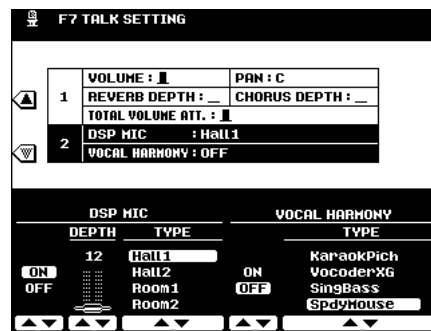 F7 TALK SETTING
1
VOLUME : PAN : C
REVERB DEPTH : CHORUS DEPTH :
TOTAL VOLUME ATT. :
2
DSP MIC : Hall1
VOCAL HARMONY : OFF
DSP MIC VOCAL HARMONY
DEPTH TYPE TYPE
12 Hall1 KaraokPich
ON Hall2 ON VocoderXG
OFF Room1 OFF SingBass
Room2 SpdyMouse